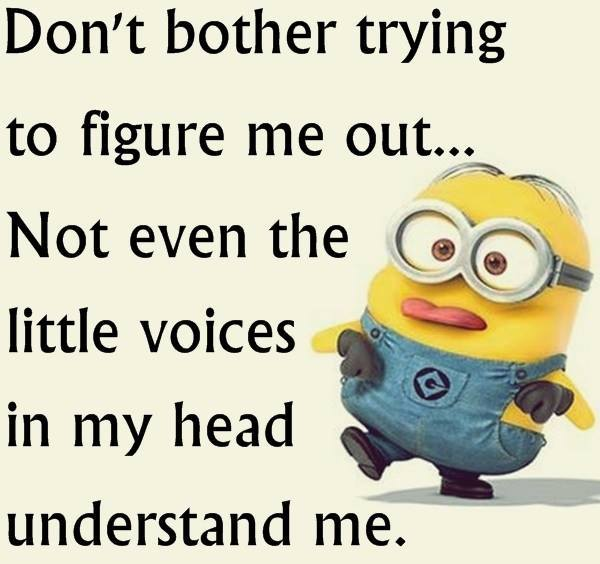 Don't bother trying
to figure me out...
Not even the
little voices
in my head
understand me.